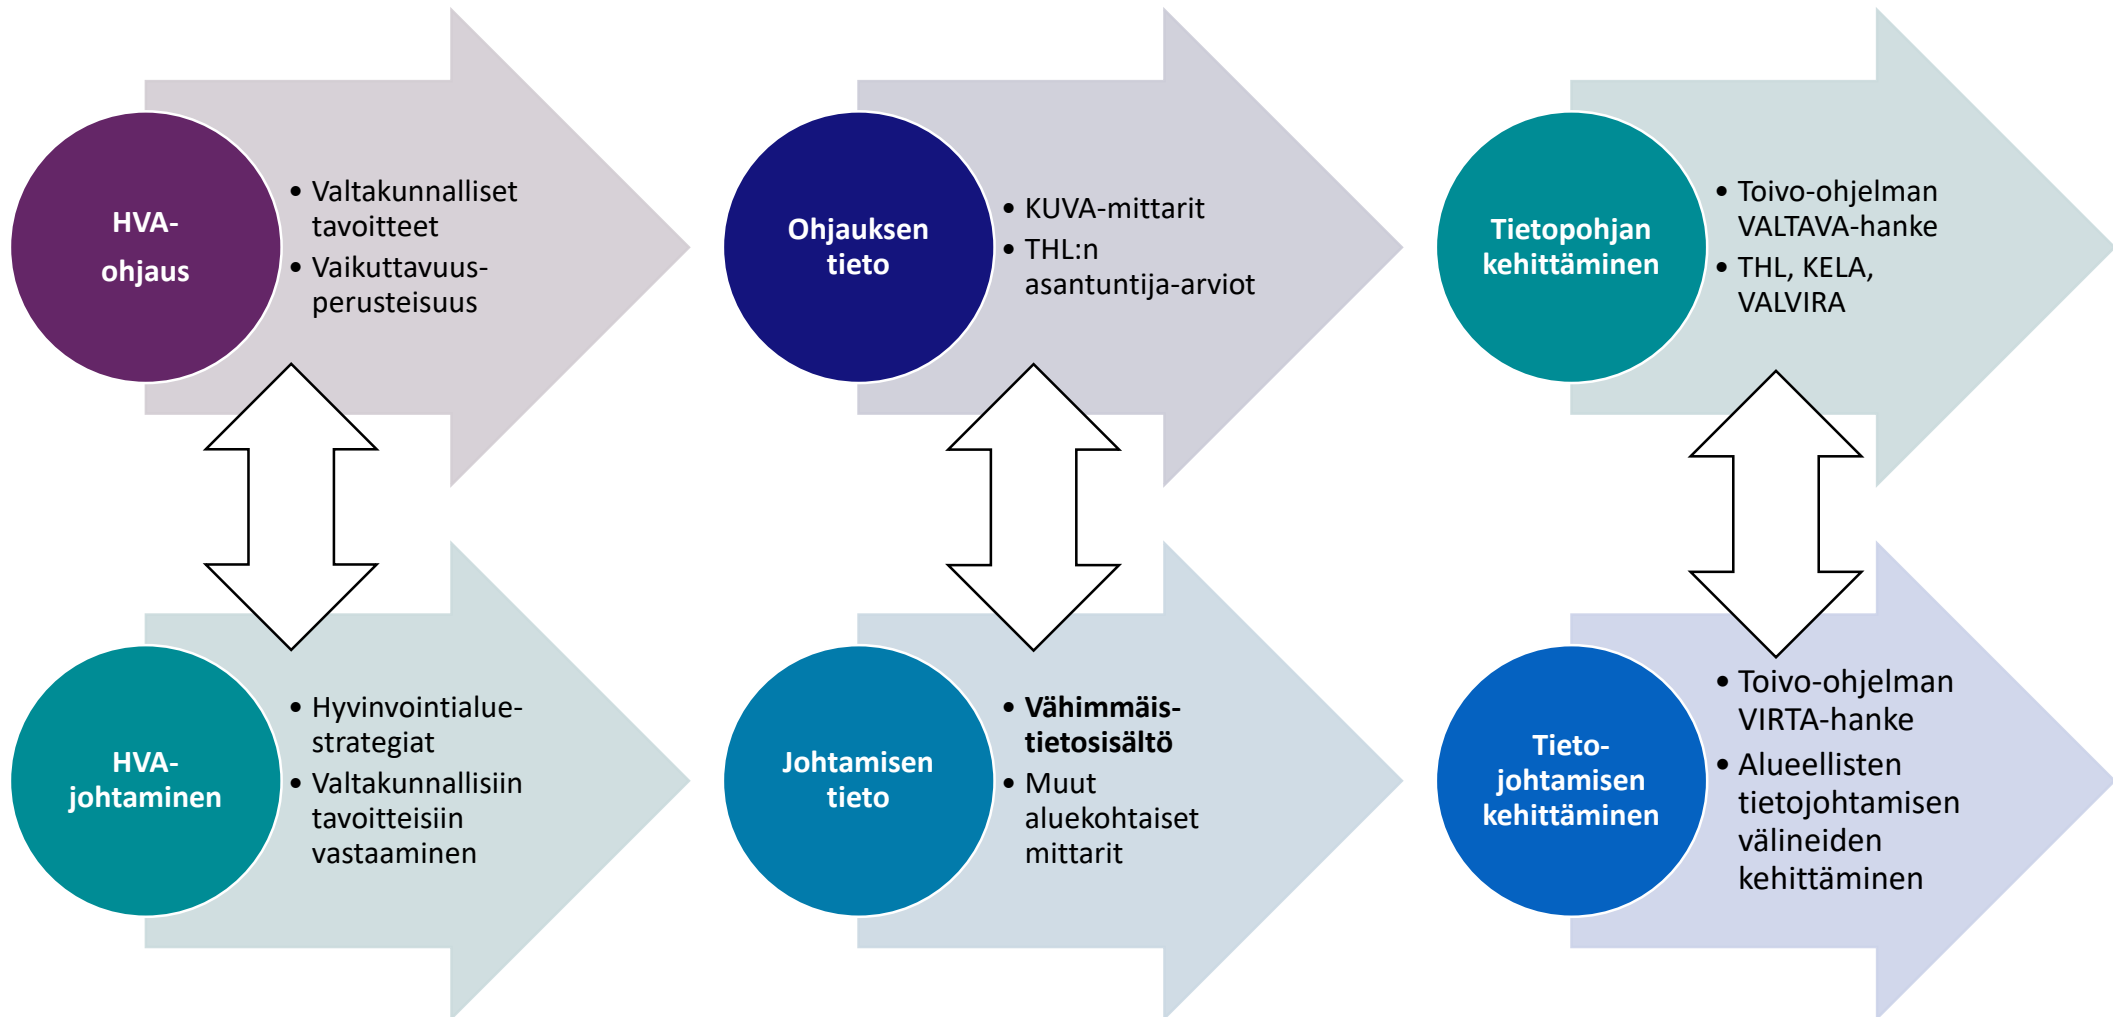 HVA-
ohjaus
• Valtakunnalliset
tavoitteet
• Vaikuttavuus-
perusteisuus
Ohjauksen
tieto
• KUVA-mittarit
• THL:n
asantuntija-arviot
Tietopohjan
kehittäminen
• Toivo-ohjelman
VALTAVA-hanke
• THL, KELA,
VALVIRA
HVA-
johtaminen
• Hyvinvointialue-
strategiat
• Valtakunnallisiin
tavoitteisiin
vastaaminen
Johtamisen
tieto
• Vähimmäis-
tietosisältö
• Muut
aluekohtaiset
mittarit
Tieto-
johtamisen
kehittäminen
• Toivo-ohjelman
VIRTA-hanke
• Alueellisten
tietojohtamisen
välineiden
kehittäminen